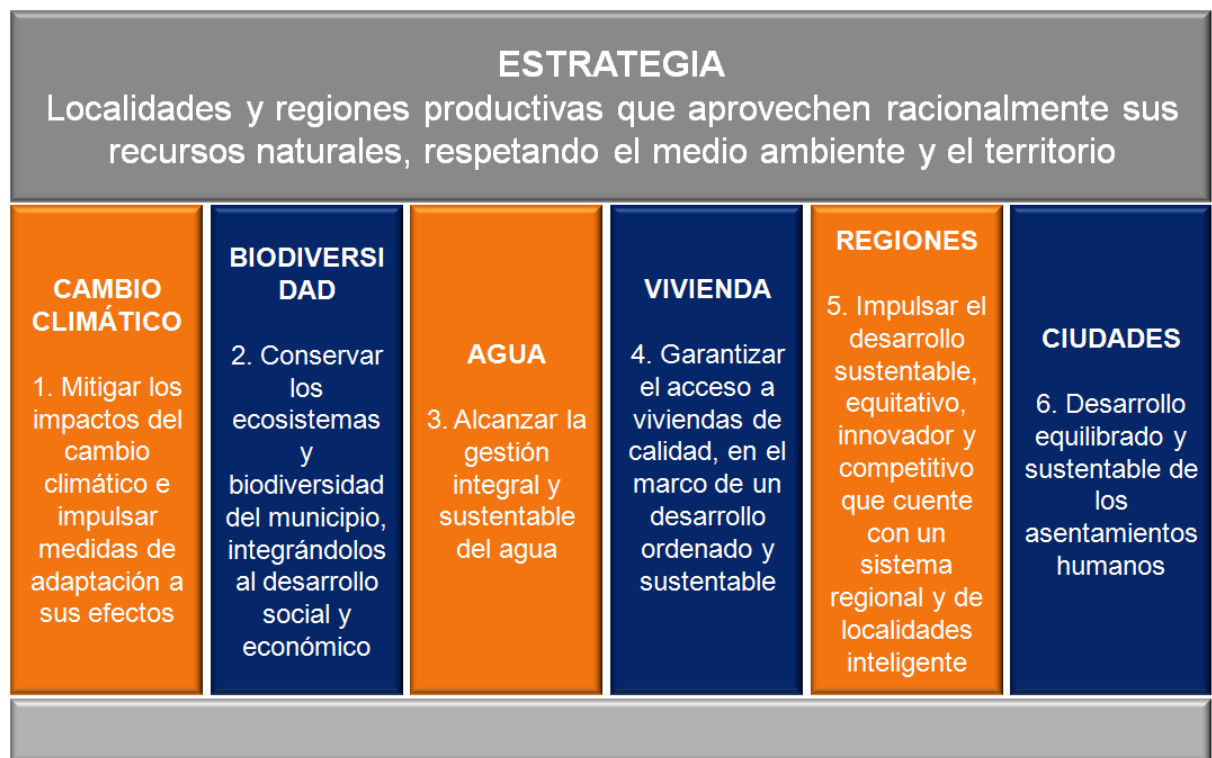 ESTRATEGIA
Localidades y regiones productivas que aprovechen racionalmente sus
recursos naturales, respetando el medio ambiente y el territorio
CAMBIO
CLIMÁTICO
1. Mitigar los
impactos del
cambio
climático e
impulsar
medidas de
adaptación a
sus efectos
BIODIVERSI
DAD
2. Conservar
los
ecosistemas
y
biodiversidad
del municipio,
integrándolos
al desarrollo
social y
económico
AGUA
3. Alcanzar la
gestión
integral y
sustentable
del agua
VIVIENDA
4. Garantizar
el acceso a
viviendas de
calidad, en el
marco de un
desarrollo
ordenado y
sustentable
REGIONES
5. Impulsar el
desarrollo
sustentable,
equitativo,
innovador y
competitivo
que cuente
con un
sistema
regional y de
localidades
inteligente
CIUDADES
6. Desarrollo
equilibrado y
sustentable de
los
asentamientos
humanos